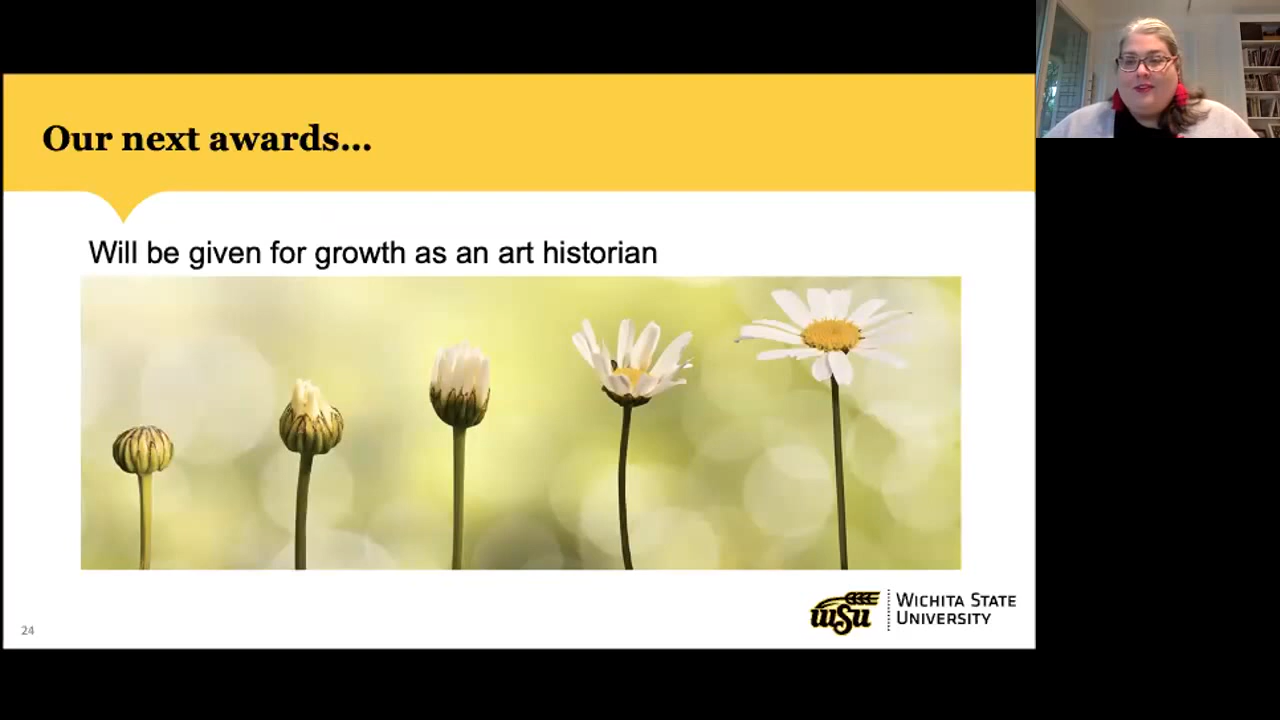 Our next awards...
Will be given for growth as an art historian
WSU
WICHITA STATE
UNIVERSITY
24